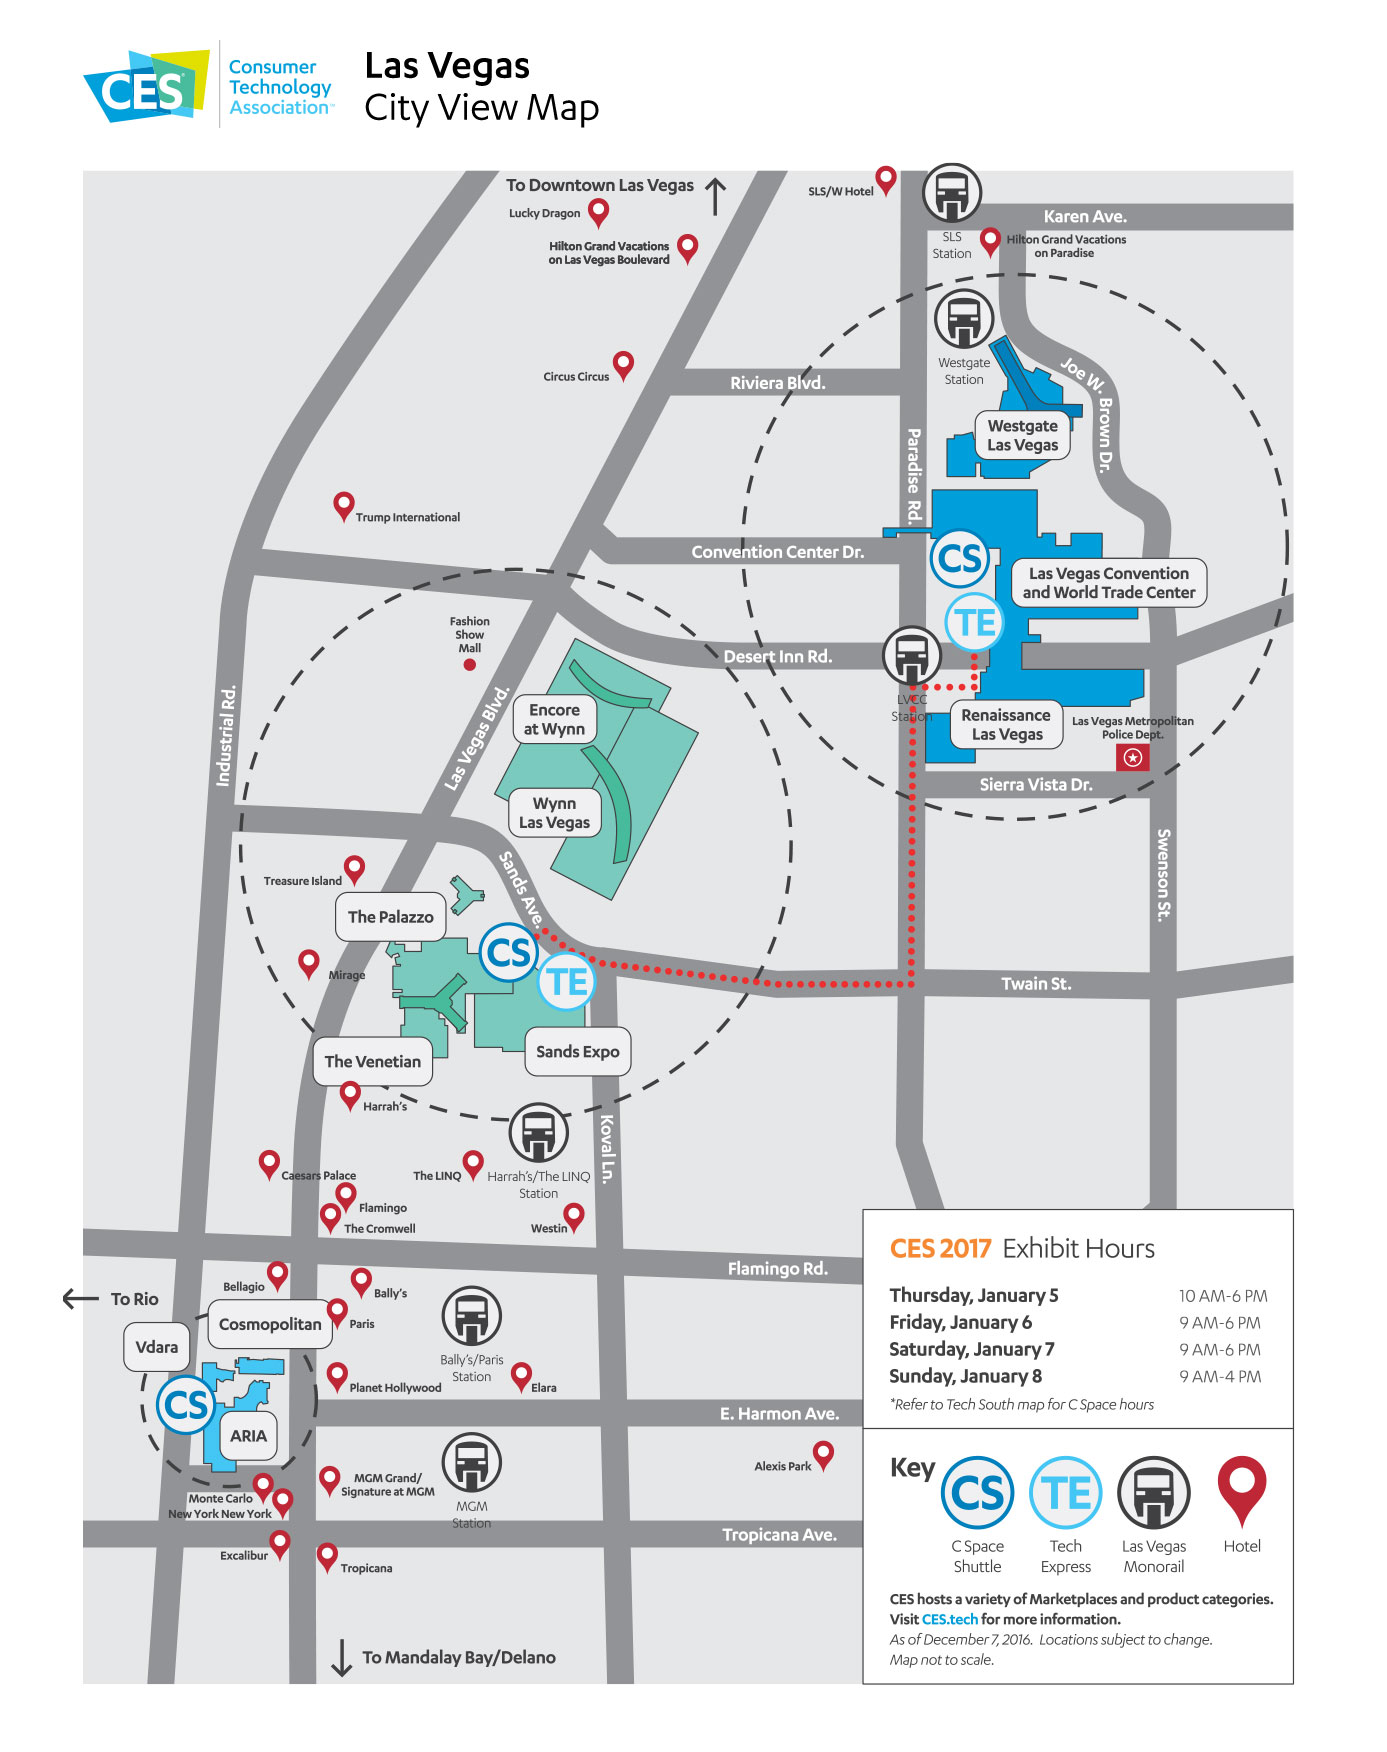 CES
Consumer
Technology
Association™
Las Vegas
City View Map
To Downtown Las Vegas
Lucky Dragon
Hilton Grand Vacations
on Las Vegas Boulevard
SLS/W Hotel
SLS
Station
Karen Ave.
Hilton Grand Vacations
on Paradise
Westgate
Station
Circus Circus
Riviera Blvd.
Joe W. Brown Dr.
Westgate
Las Vegas
Paradise Rd.
Trump International
Convention Center Dr.
CS
Las Vegas Convention
and World Trade Center
TE
Fashion
Show
Mall
Desert Inn Rd.
LVCC
Station
Industrial Rd.
Las Vegas Blvd.
Encore
at Wynn
Renaissance
Las Vegas
Las Vegas Metropolitan
Police Dept.
Sierra Vista Dr.
Wynn
Las Vegas
Swenson St.
Sands Ave.
Treasure Island
The Palazzo
CS
TE
Mirage
Twain St.
The Venetian
Sands Expo
Harrah's
Koval Ln.
Caesars Palace
The LINQ
Harrah's/The LINQ
Station
Flamingo
The Cromwell
Westin
Flamingo Rd.
Bellagio
Bally's
To Rio
Cosmopolitan
Paris
Vdara
Bally's/Paris
Station
Planet Hollywood
Elara
CS
ARIA
E. Harmon Ave.
Alexis Park
MGM Grand/
Signature at MGM
Monte Carlo
New York New York
MGM
Station
Tropicana Ave.
Excalibur
Tropicana
To Mandalay Bay/Delano
CES 2017 Exhibit Hours
Thursday, January 5 10 AM-6 PM
Friday, January 6 9 AM-6 PM
Saturday, January 7 9 AM-6 PM
Sunday, January 8 9 AM-4 PM
*Refer to Tech South map for C Space hours
Key
CS
TE
C Space
Shuttle
Tech
Express
Las Vegas
Monorail
Hotel
CES hosts a variety of Marketplaces and product categories.
Visit CES.tech for more information.
As of December 7, 2016. Locations subject to change.
Map not to scale.